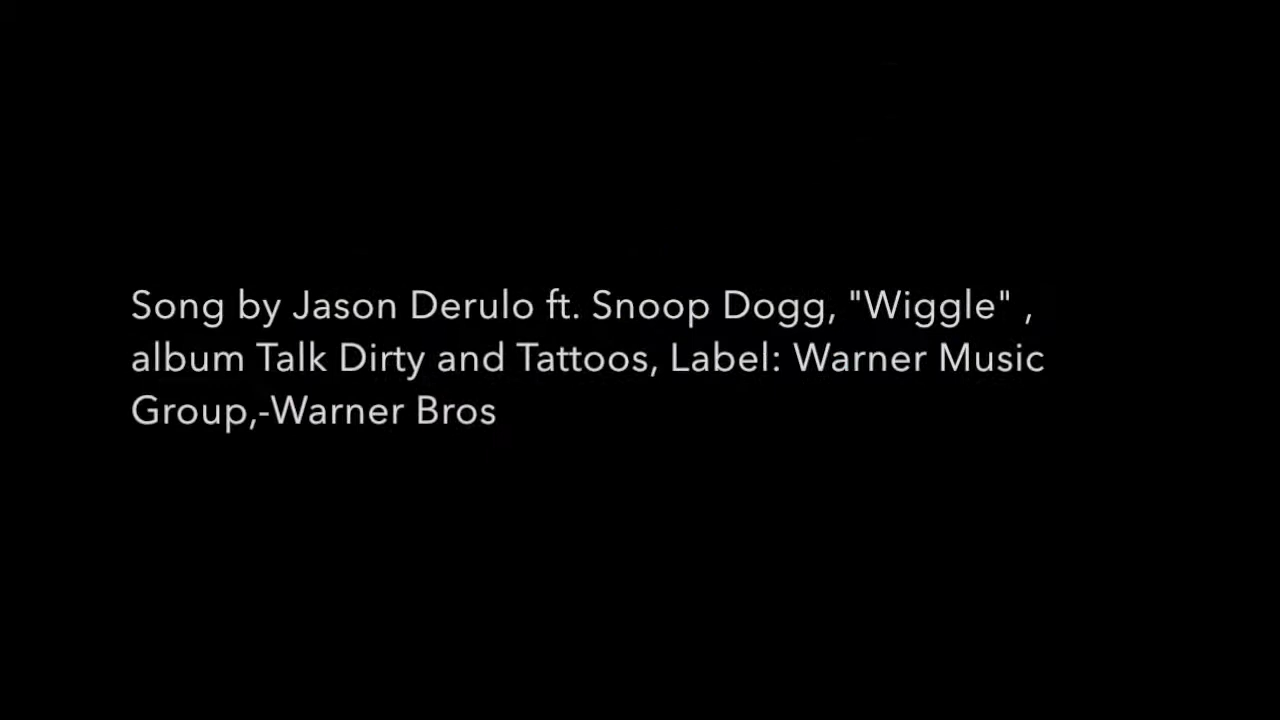 Song by Jason Derulo ft. Snoop Dogg, "Wiggle" ,
album Talk Dirty and Tattoos, Label: Warner Music
Group,-Warner Bros